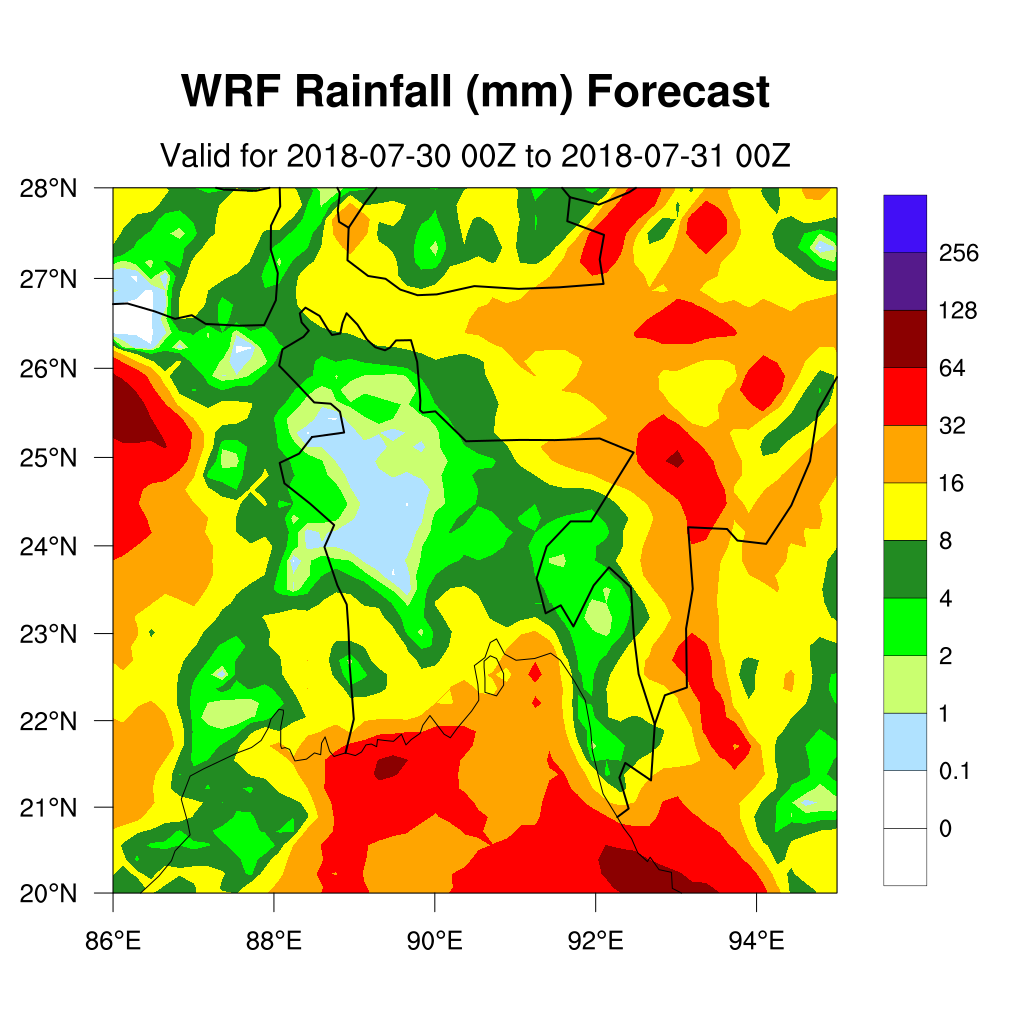 WRF Rainfall (mm) Forecast
Valid for 2018-07-30 00Z to 2018-07-31 00Z
28°N
27°N
26°N
25°N
24°N
23°N
22°N
21°N
20°N
86°E 88°E 90°E 92°E 94°E
256
128
64
32
16
8
4
2
1
0.1
0